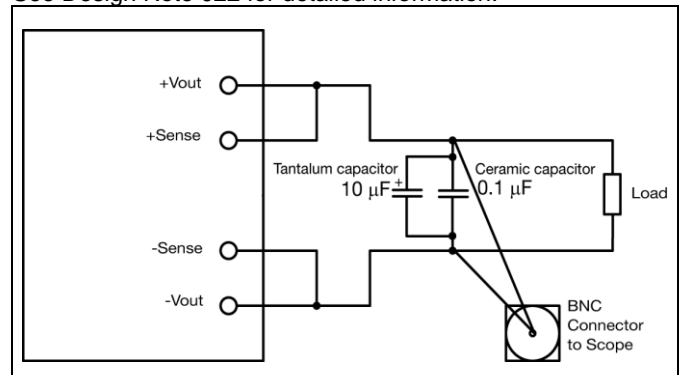 See Design Note 022 for detailed information.
+Vout
+Sense
Tantalum capacitor
10 µF
+
Ceramic capacitor
0.1 µF
Load
-Sense
-Vout
BNC
Connector
to Scope